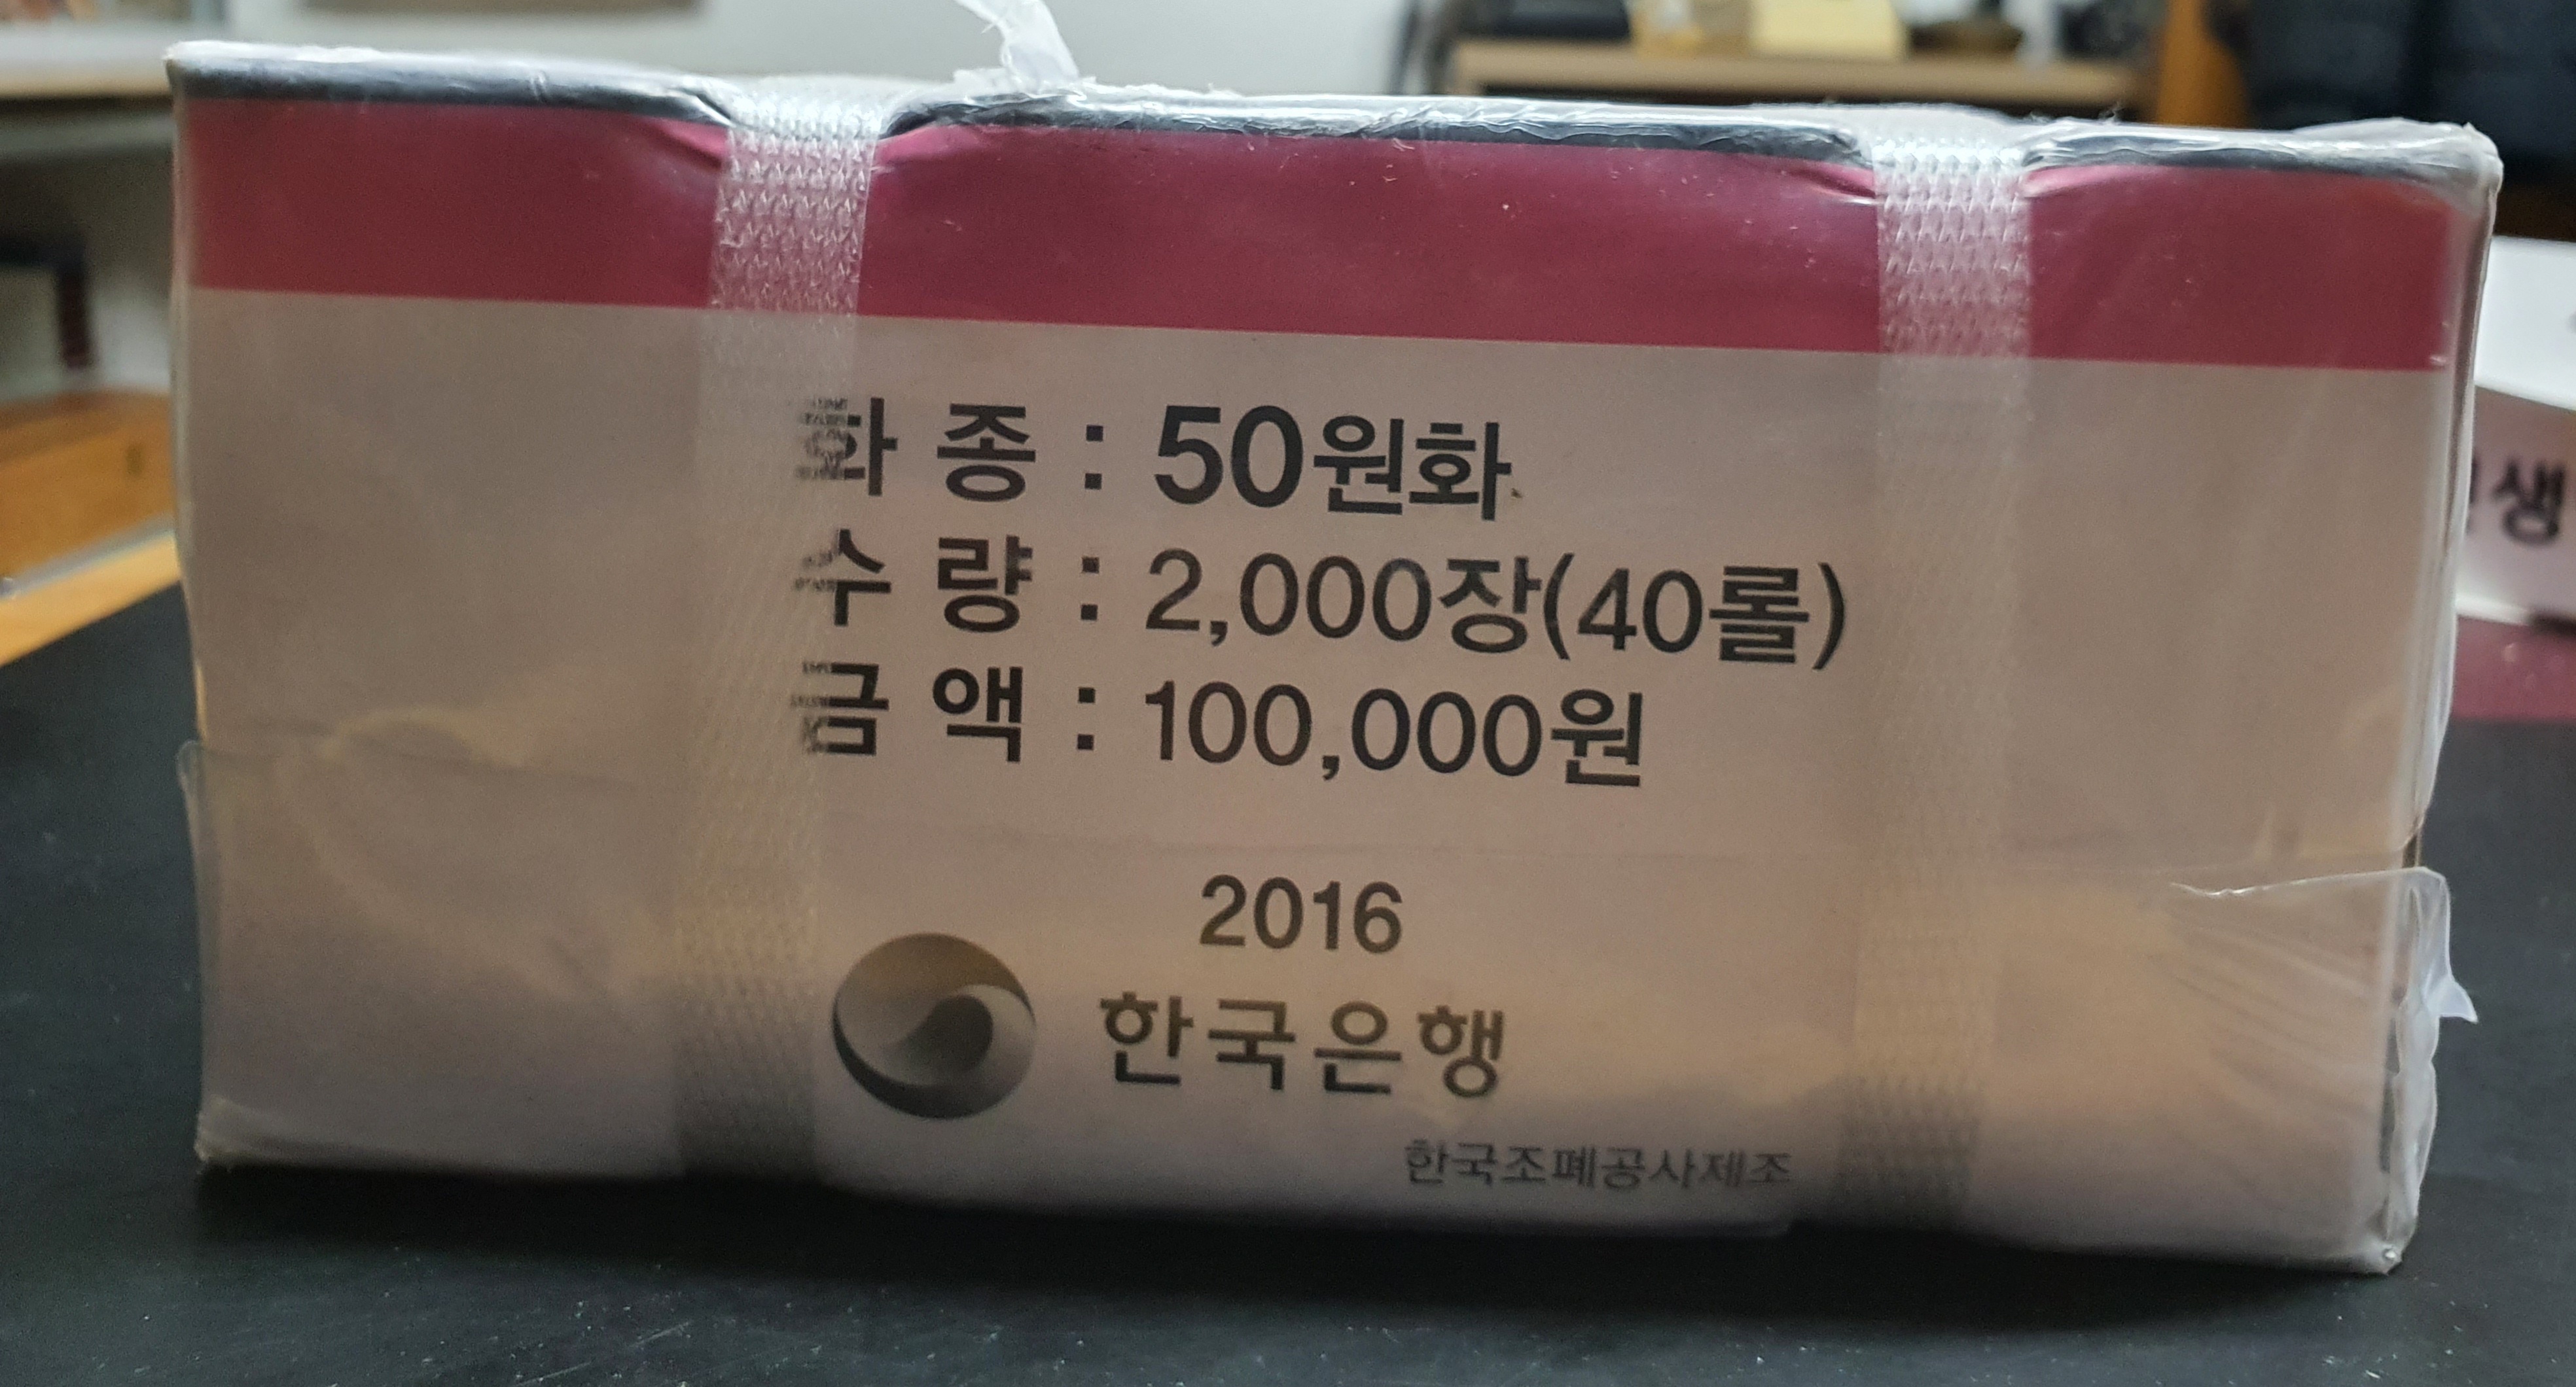 화 종 : 50원화
수 량 : 2,000장(40롤)
금 액 : 100,000원
2016
한국은행
한국조폐공사제조
생